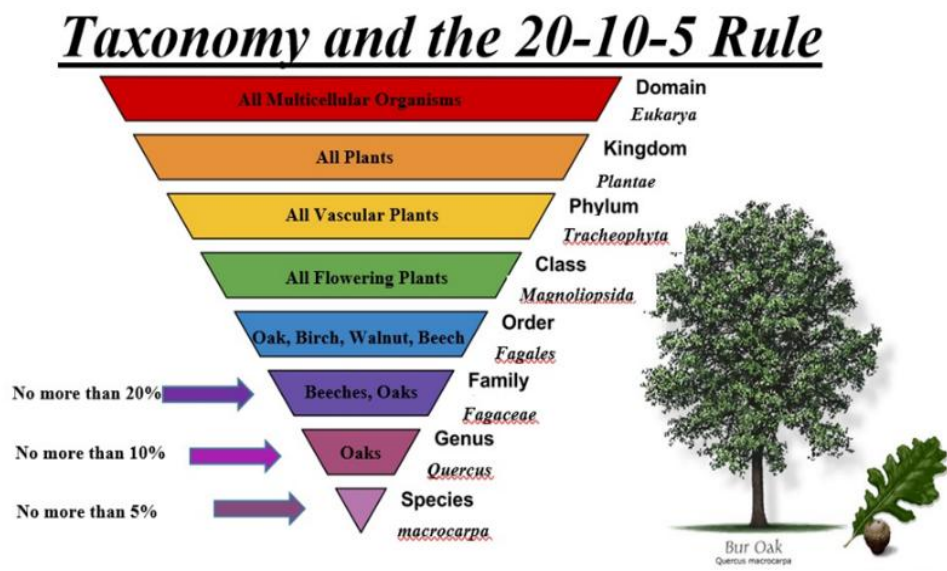 Taxonomy and the 20-10-5 Rule
All Multicellular Organisms
Domain
Eukarya
All Plants
Kingdom
Plantae
All Vascular Plants
Phylum
Tracheophyta
All Flowering Plants
Class
Magnoliopsida
Oak, Birch, Walnut, Beech
Order
Fagales
No more than 20%
Beeches, Oaks
Family
Fagaceae
No more than 10%
Oaks
Genus
Quercus
No more than 5%
Species
macrocarpa
Bur Oak
Quercus macrocarpa